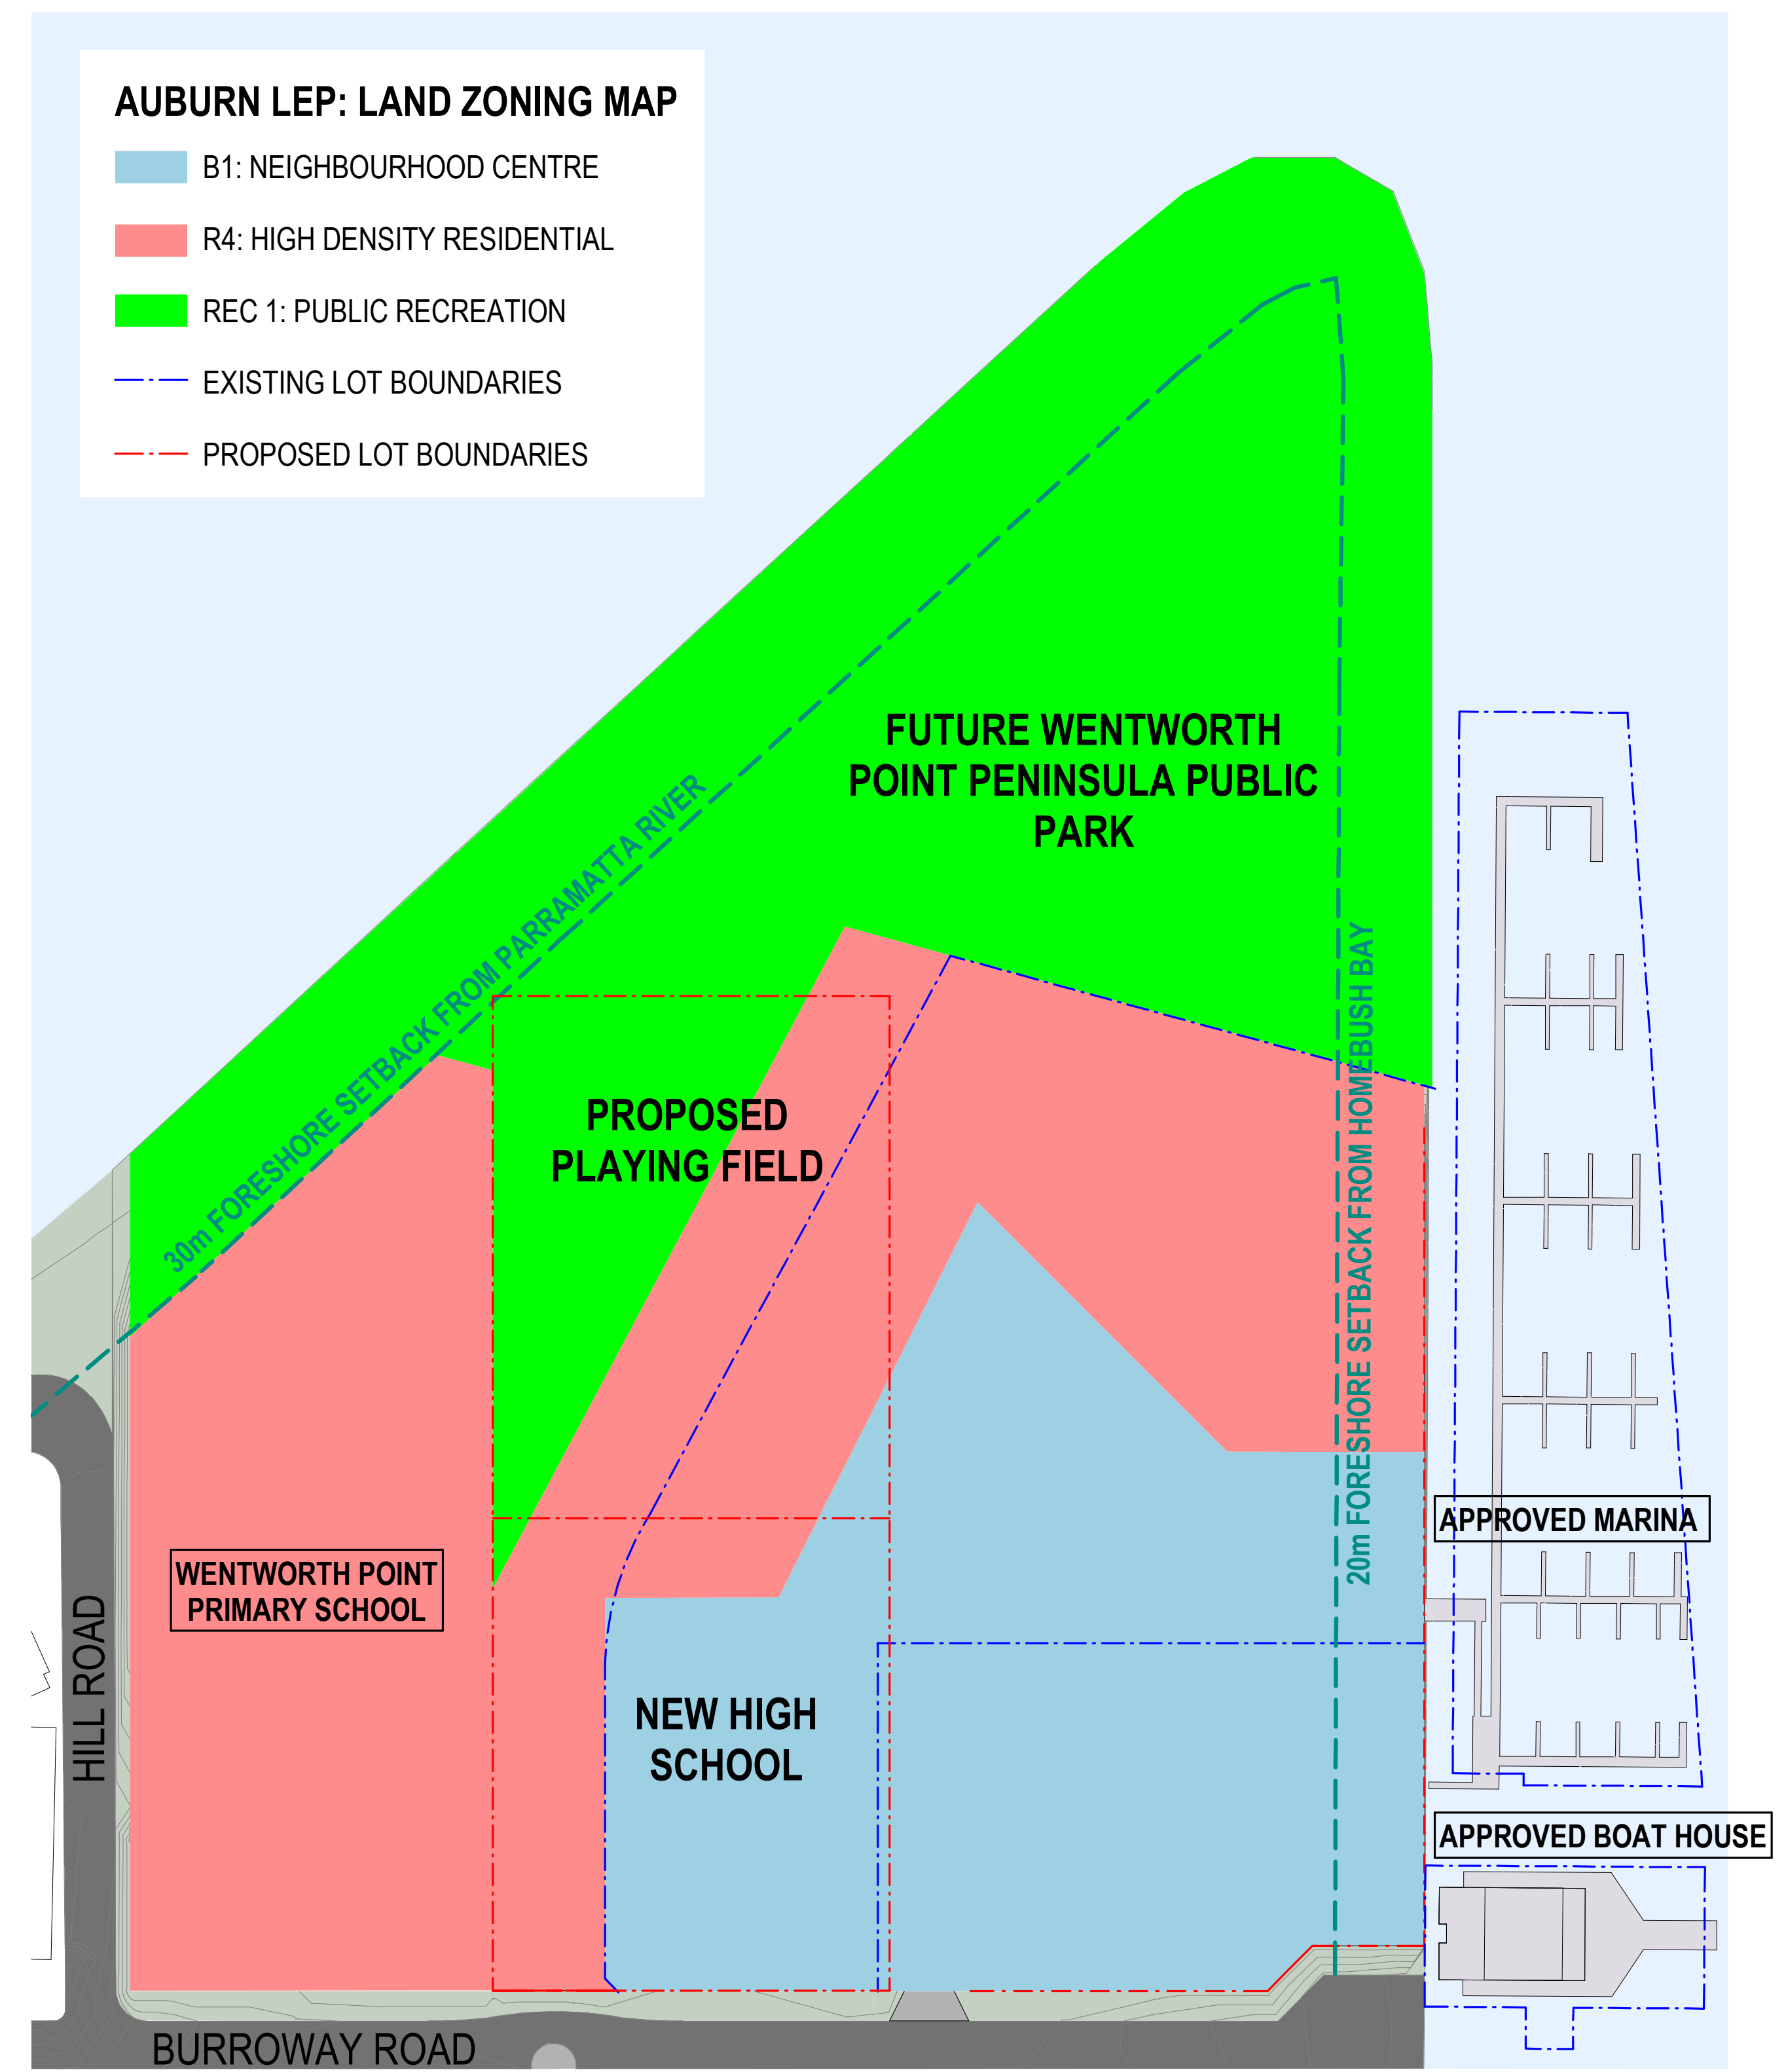 AUBURN LEP: LAND ZONING MAP
B1: NEIGHBOURHOOD CENTRE
R4: HIGH DENSITY RESIDENTIAL
REC 1: PUBLIC RECREATION
EXISTING LOT BOUNDARIES
PROPOSED LOT BOUNDARIES
FUTURE WENTWORTH
POINT PENINSULA PUBLIC
PARK
30m FORESHORE SETBACK FROM PARRAMATTA RIVER
20m FORESHORE SETBACK FROM HOMEBUSH BAY
PROPOSED
PLAYING FIELD
WENTWORTH POINT
PRIMARY SCHOOL
NEW HIGH
SCHOOL
APPROVED MARINA
APPROVED BOAT HOUSE
HILL ROAD
BURROWAY ROAD